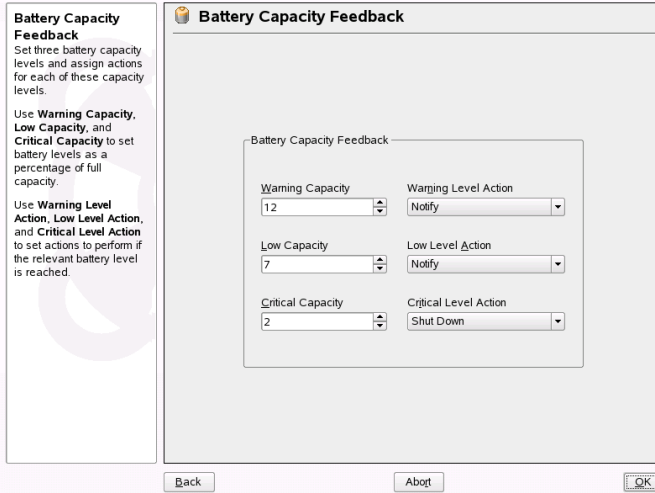 Battery Capacity
Feedback
Set three battery capacity
levels and assign actions
for each of these capacity
levels.
Use Warning Capacity,
Low Capacity, and
Critical Capacity to set
battery levels as a
percentage of full
capacity.
Use Warning Level
Action, Low Level Action,
and Critical Level Action
to set actions to perform if
the relevant battery level
is reached.
Battery Capacity Feedback
Battery Capacity Feedback
Warning Capacity Warning Level Action
12 Notify
Low Capacity Low Level Action
7 Notify
Critical Capacity Critical Level Action
2 Shut Down
Back Abort OK